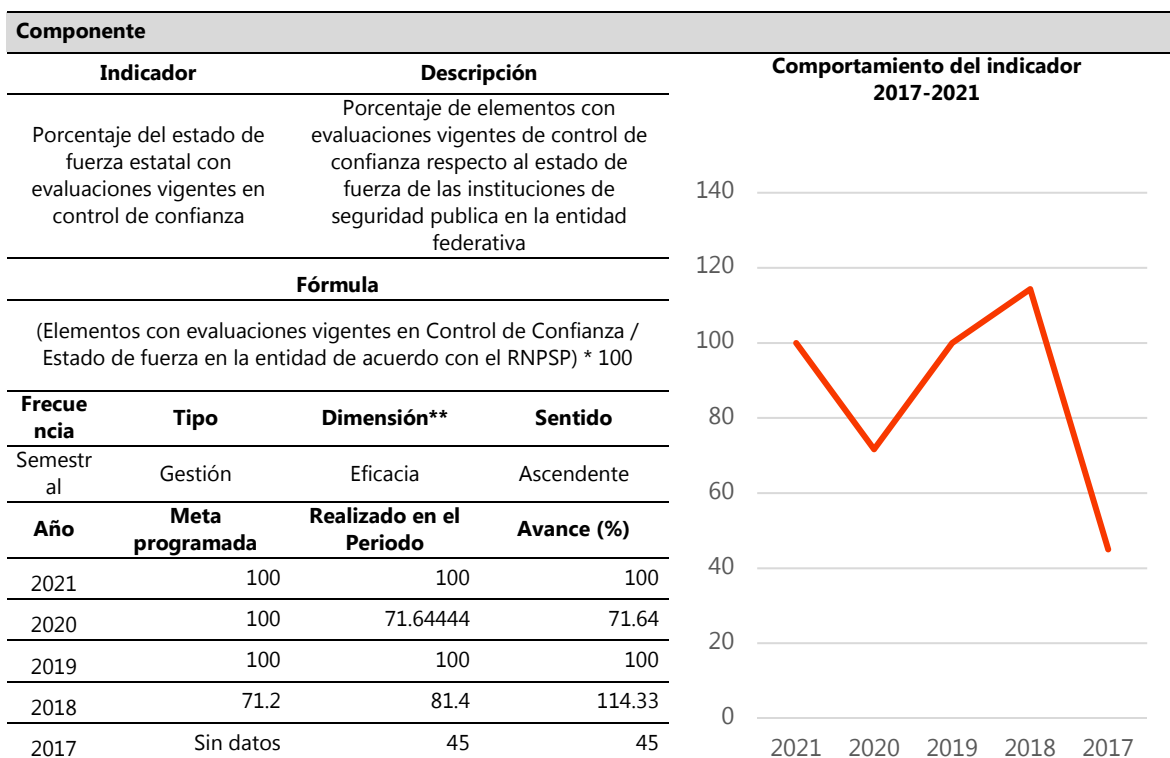 Componente
Indicador Descripción
Porcentaje del estado de
fuerza estatal con
evaluaciones vigentes en
control de confianza
Porcentaje de elementos con
evaluaciones vigentes de control de
confianza respecto al estado de
fuerza de las instituciones de
seguridad publica en la entidad
federativa
Fórmula
(Elementos con evaluaciones vigentes en Control de Confianza /
Estado de fuerza en la entidad de acuerdo con el RNPSP) * 100
Frecue
ncia
Tipo Dimensión** Sentido
Semestr
al
Gestión Eficacia Ascendente
Año
Meta
programada
Realizado en el
Periodo
Avance (%)
2021 100 100 100
2020 100 71.64444 71.64
2019 100 100 100
2018 71.2 81.4 114.33
2017 Sin datos 45 45
Comportamiento del indicador
2017-2021
140
120
100
80
60
40
20
0
2021 2020 2019 2018 2017